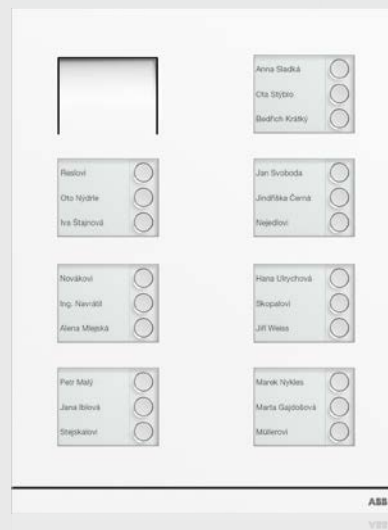 Anna Sladká
Ota Stýblo
Bedřich Krátký
Reslovi
Oto Nýdrle
Iva Štajnová
Jan Svoboda
Jindřiška Černá
Nejedlovi
Novákovi
Ing. Navrátil
Alena Mlejská
Hana Ulrychová
Skopalovi
Jiří Weiss
Petr Malý
Jana Iblová
Stejskalovi
Marek Nykles
Marta Gajdošová
Müllerovi
ABB